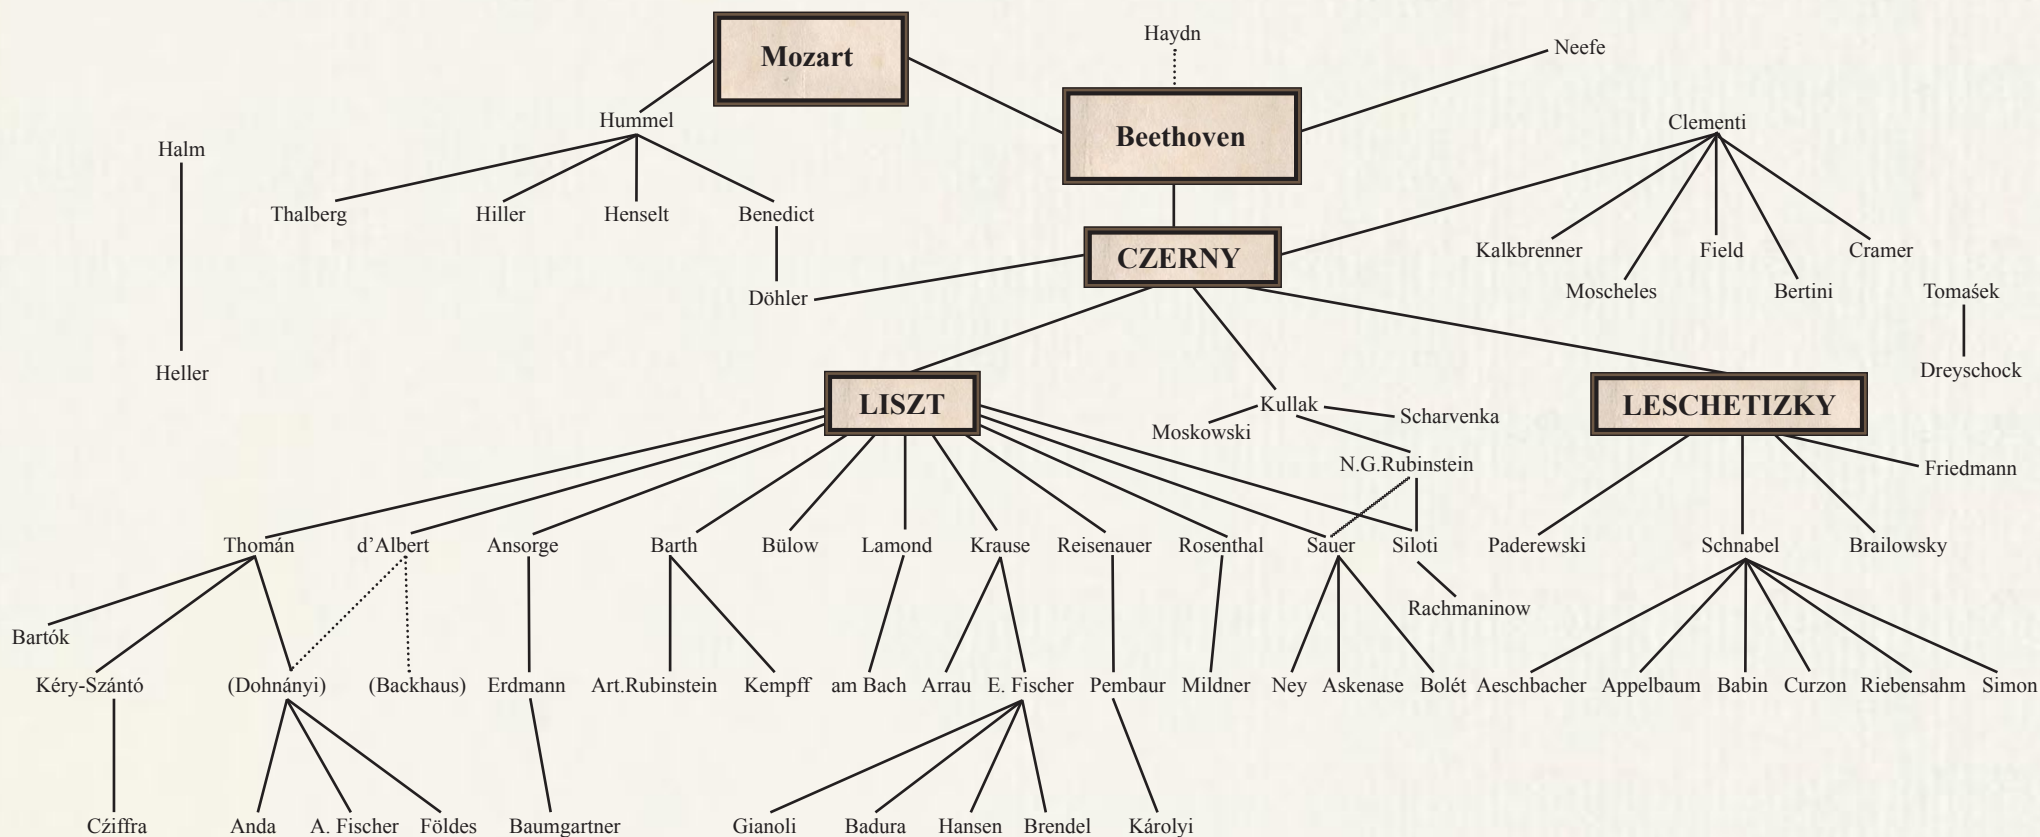 Mozart
Haydn
Neefe
Hummel
Beethoven
Clementi
Halm
Thalberg
Hiller
Henselt
Benedict
CZERNY
Kalkbrenner
Field
Cramer
Döhler
Moscheles
Bertini
Tomaśek
Heller
Dreyschock
LISZT
Kullak
Scharvenka
LESCHETIZKY
Moskowski
N.G.Rubinstein
Friedmann
Thomán
d’Albert
Ansorge
Barth
Bülow
Lamond
Krause
Reisenauer
Rosenthal
Sauer
Siloti
Paderewski
Schnabel
Brailowsky
Rachmaninow
Bartók
Kéry-Szántó
(Dohnányi)
(Backhaus)
Erdmann
Art.Rubinstein
Kempff
am Bach
Arrau
E. Fischer
Pembaur
Mildner
Ney
Askenase
Bolét
Aeschbacher
Appelbaum
Babin
Curzon
Riebensahm
Simon
Cźiffra
Anda
A. Fischer
Földes
Baumgartner
Gianoli
Badura
Hansen
Brendel
Károlyi